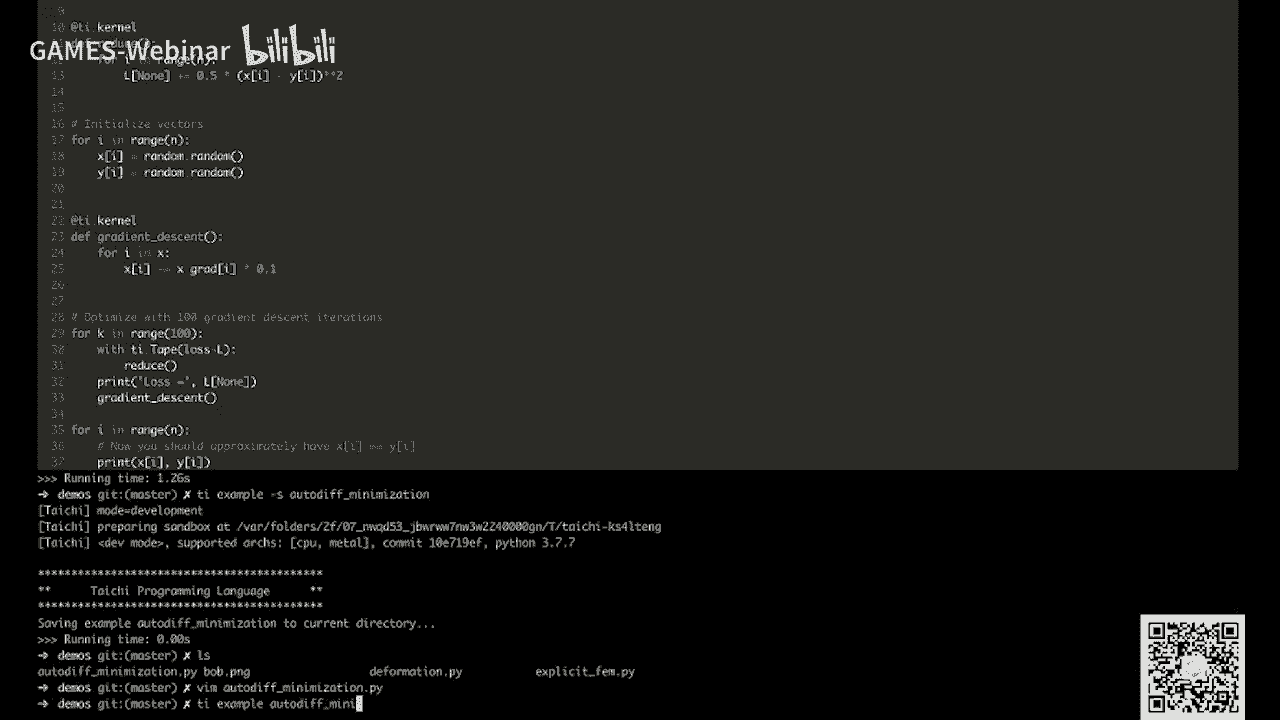 9
10 @ti.kernel
GAMES-Webinar bilibili
13 L[None] += 0.5 * (x[i] - y[i])**2
14
15
16 # Initialize vectors
17 for i in range(n):
18 x[i] = random.random()
19 y[i] = random.random()
20
21
22 @ti.kernel
23 def gradient_descent():
24 for i in x:
25 x[i] -= x.grad[i] * 0.1
26
27
28 # Optimize with 100 gradient descent iterations
29 for k in range(100):
30 with ti.Tape(loss=L):
31 reduce()
32 print('Loss =', L[None])
33 gradient_descent()
34
35 for i in range(n):
36 # Now you should approximately have x[i] == y[i]
37 print(x[i], y[i])
>>> Running time: 1.26s
→ demos git:(master) ✗ ti example -s autodiff_minimization
[Taichi] mode=development
[Taichi] preparing sandbox at /var/folders/2f/07_nwqd53_jbwrww7nw3w2240000gn/T/taichi-ks4lteng
[Taichi] <dev mode>, supported archs: [cpu, metal], commit 10e719ef, python 3.7.7
*******************************************
** Taichi Programming Language **
*******************************************
Saving example autodiff_minimization to current directory...
>>> Running time: 0.00s
→ demos git:(master) ✗ ls
autodiff_minimization.py bob.png deformation.py explicit_fem.py
→ demos git:(master) ✗ vim autodiff_minimization.py
→ demos git:(master) ✗ ti example autodiff_mini